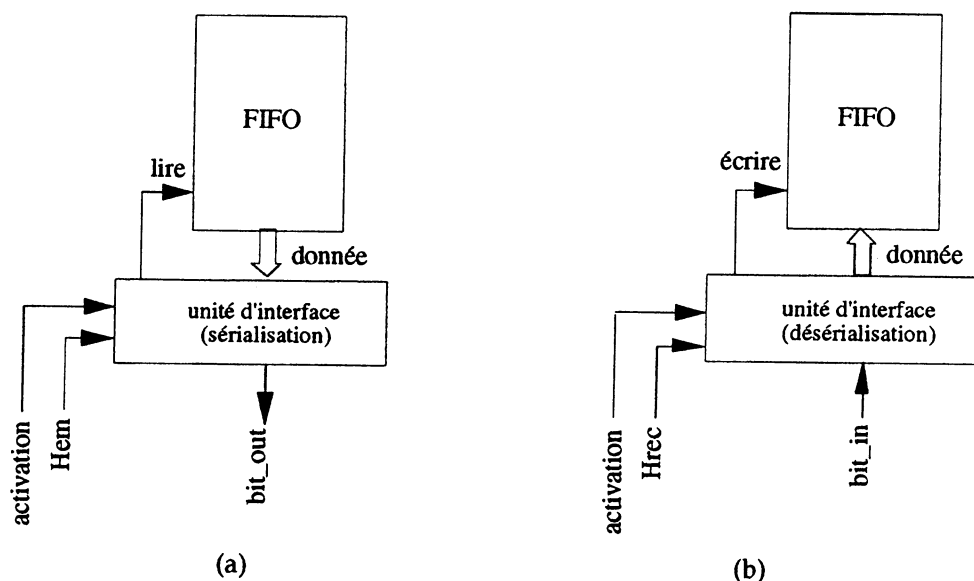 FIFO
lire
donnée
unité d'interface
(sérialisation)
activation
Hem
bit_out
(a)
FIFO
écrire
donnée
unité d'interface
(désérialisation)
activation
Hrec
bit_in
(b)